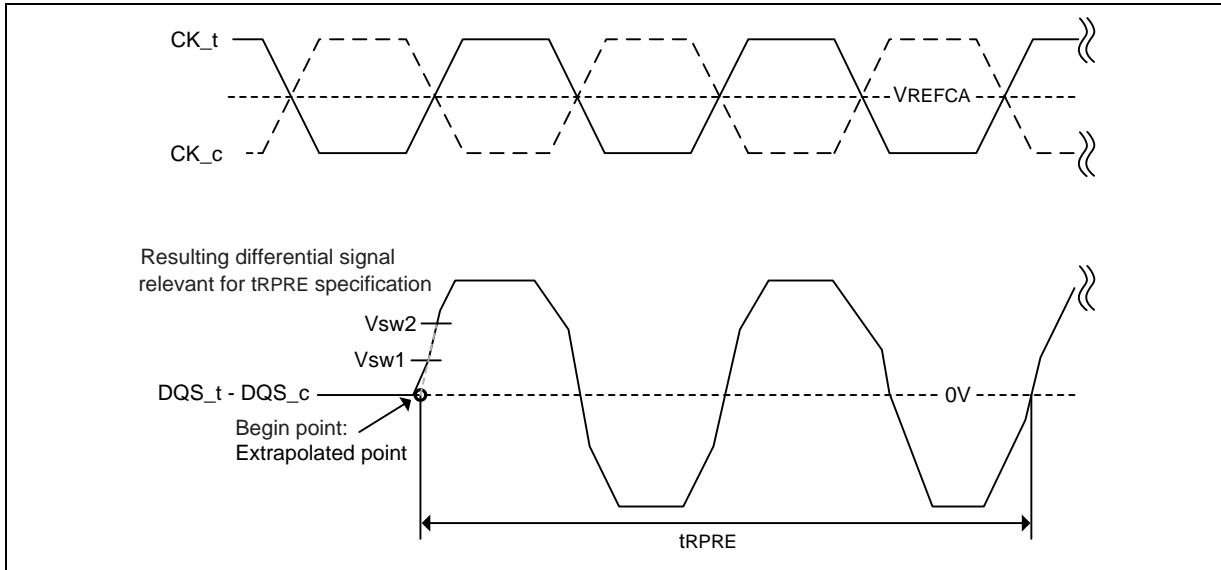 CK_t
VREFCA
CK_c
Resulting differential signal
relevant for tRPRE specification
Vsw2
Vsw1
DQS_t - DQS_c
0V
Begin point:
Extrapolated point
tRPRE